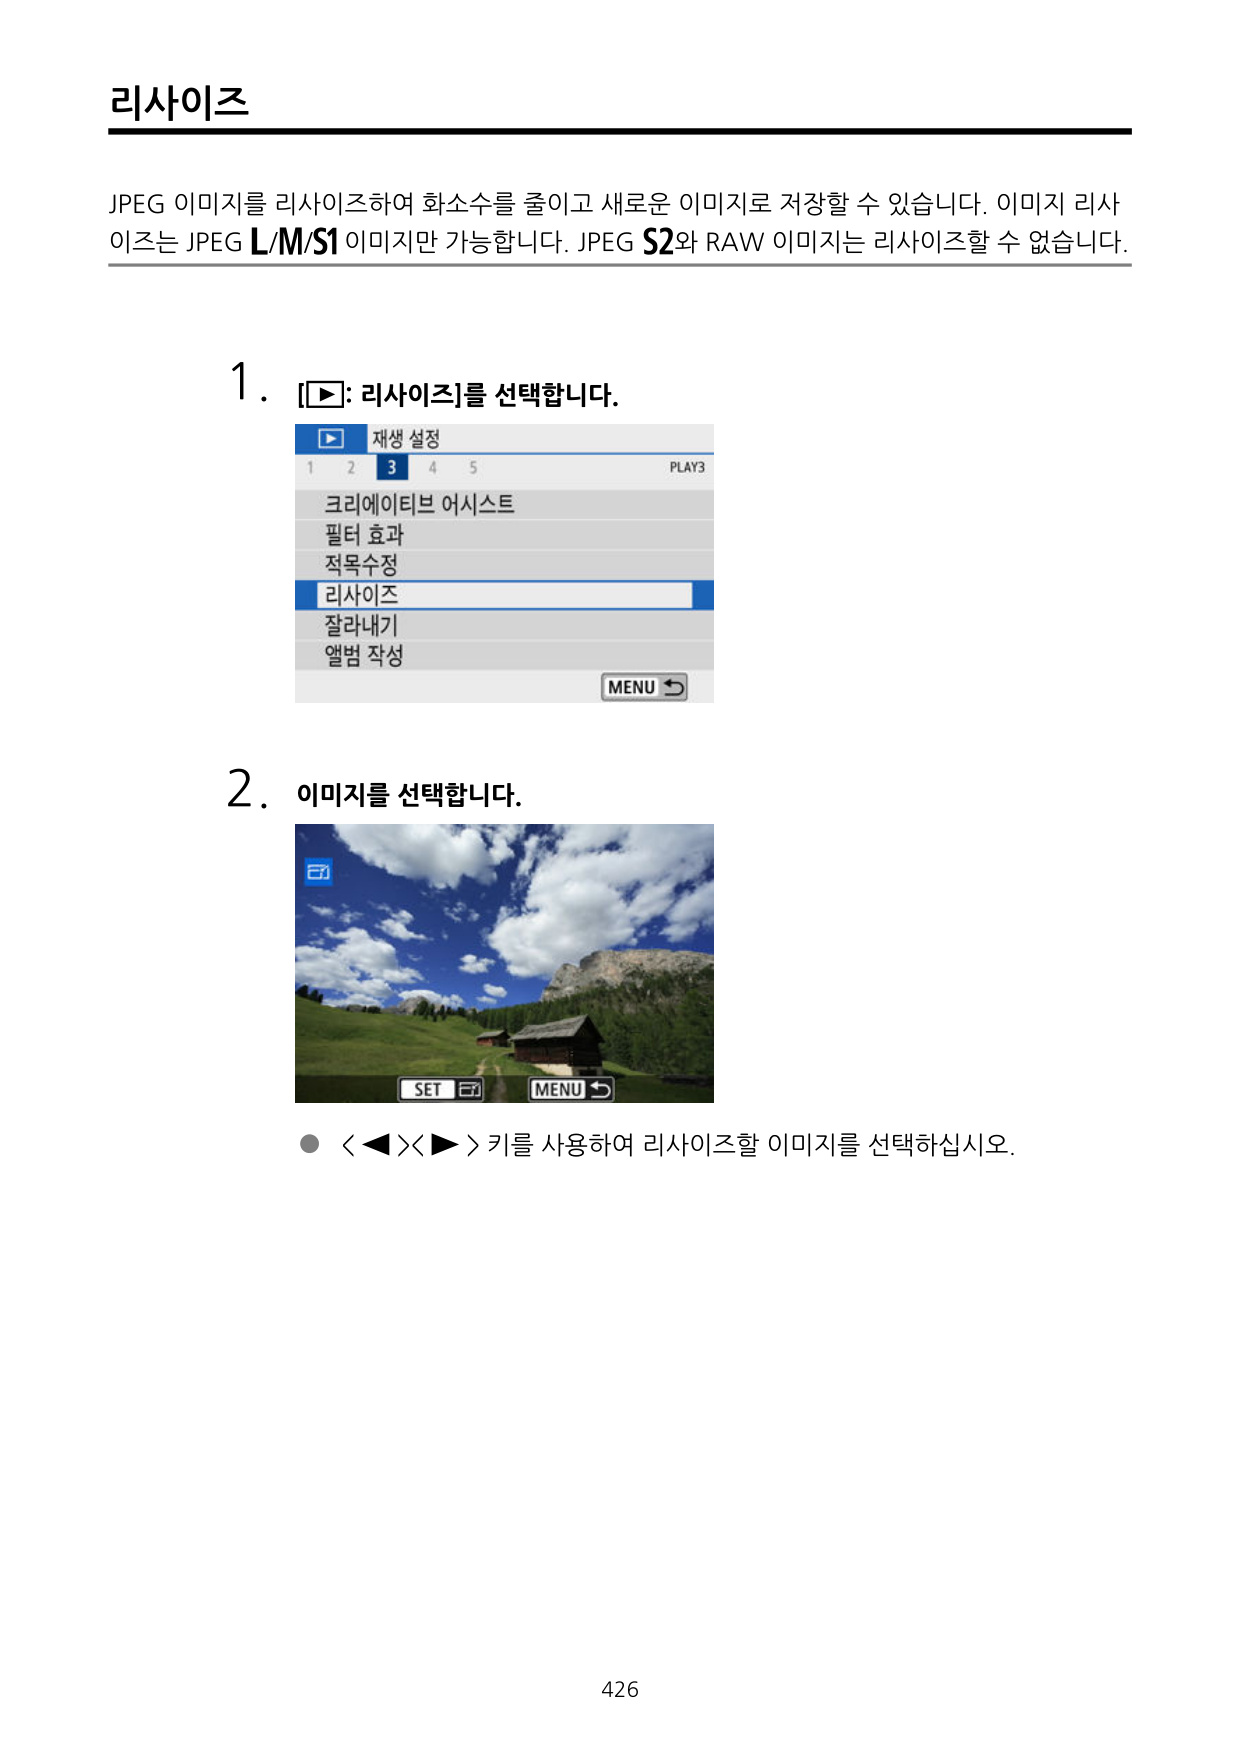 리사이즈
JPEG 이미지를 리사이즈하여 화소수를 줄이고 새로운 이미지로 저장할 수 있습니다. 이미지 리사
이즈는 JPEG L/M/S1 이미지만 가능합니다. JPEG S2와 RAW 이미지는 리사이즈할 수 없습니다.
1. [▶: 리사이즈]를 선택합니다.
재생 설정
1 2 3 4 5 PLAY3
크리에이티브 어시스트
필터 효과
적목수정
리사이즈
잘라내기
앨범 작성
MENU
2. 이미지를 선택합니다.
SET MENU
● <◀><▶> 키를 사용하여 리사이즈할 이미지를 선택하십시오.
426